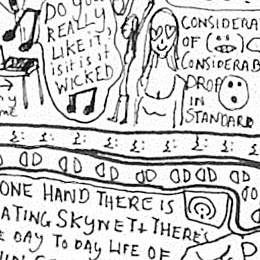 DO YOU
REALLY
LIKE IT,
is it is it
WICKED
CONSIDERA
OF
CONSIDERAB
DROP
IN
STANDARD
ONE HAND THERE IS
ATING SKYNET + THERE'S
DAY TO DAY LIFE OF